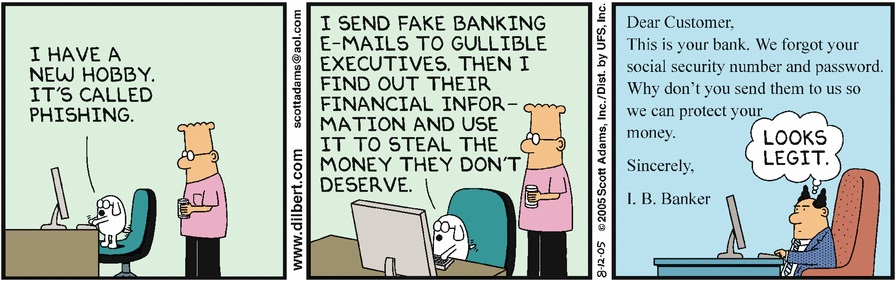 I HAVE A
NEW HOBBY.
IT'S CALLED
PHISHING.
www.dilbert.com scottadams@aol.com
I SEND FAKE BANKING
E-MAILS TO GULLIBLE
EXECUTIVES. THEN I
FIND OUT THEIR
FINANCIAL INFOR-
MATION AND USE
IT TO STEAL THE
MONEY THEY DON'T
DESERVE.
8-12-05 ©2005 Scott Adams, Inc./Dist. by UFS, Inc.
Dear Customer,
This is your bank. We forgot your
social security number and password.
Why don't you send them to us so
we can protect your
money.
Sincerely,
I. B. Banker
LOOKS
LEGIT.